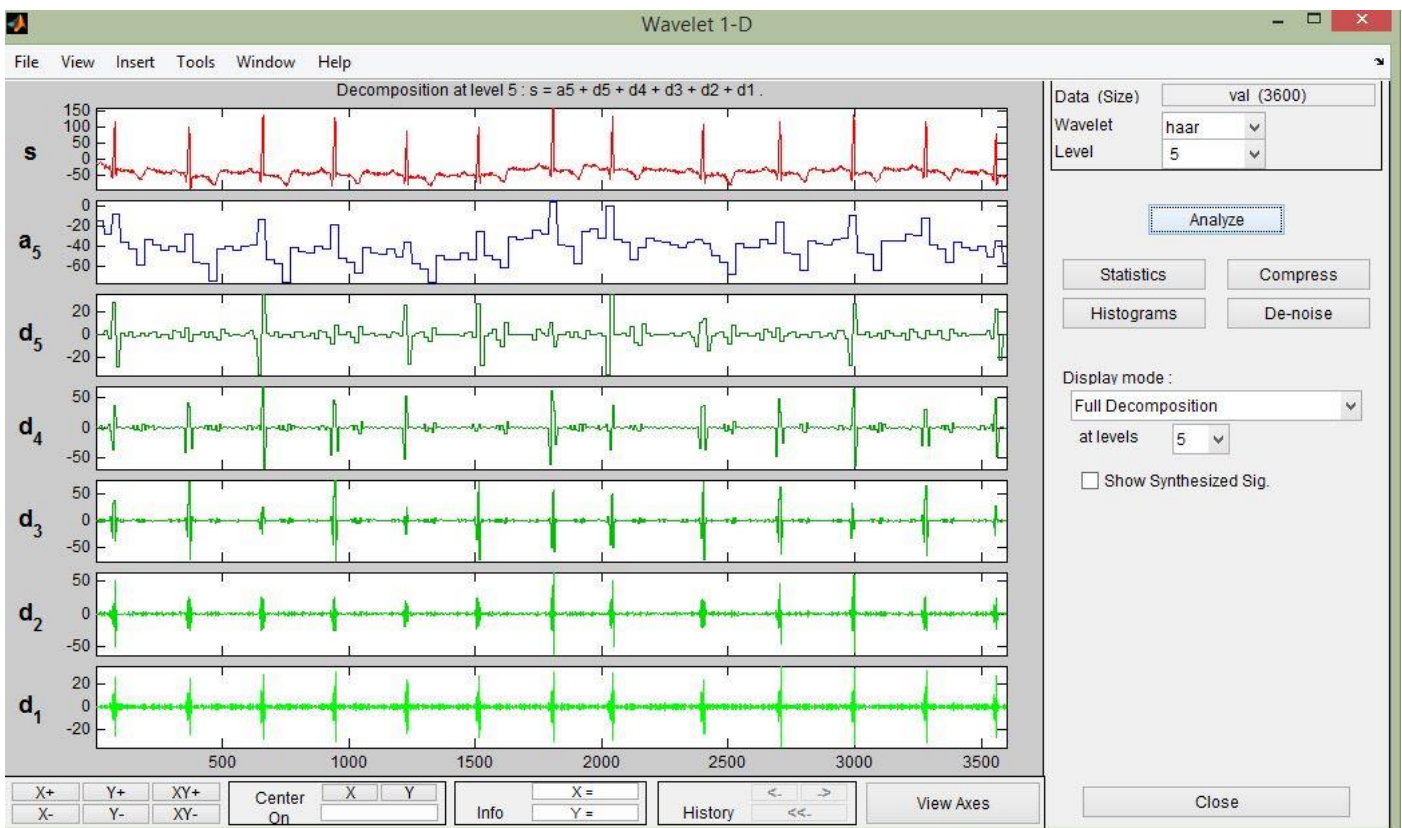 Wavelet 1-D
File View Insert Tools Window Help
Decomposition at level 5 : s = a5 + d5 + d4 + d3 + d2 + d1 .
s
150
100
50
0
-50
a5
0
-20
-40
-60
d5
20
0
-20
d4
50
0
-50
d3
50
0
-50
d2
50
0
-50
d1
20
0
-20
500 1000 1500 2000 2500 3000 3500
Data (Size) val (3600)
Wavelet haar
Level 5
Analyze
Statistics Compress
Histograms De-noise
Display mode :
Full Decomposition
at levels 5
Show Synthesized Sig.
X+ Y+ XY+
X- Y- XY-
Center On X Y
Info X = Y =
History <- -> <<-
View Axes
Close